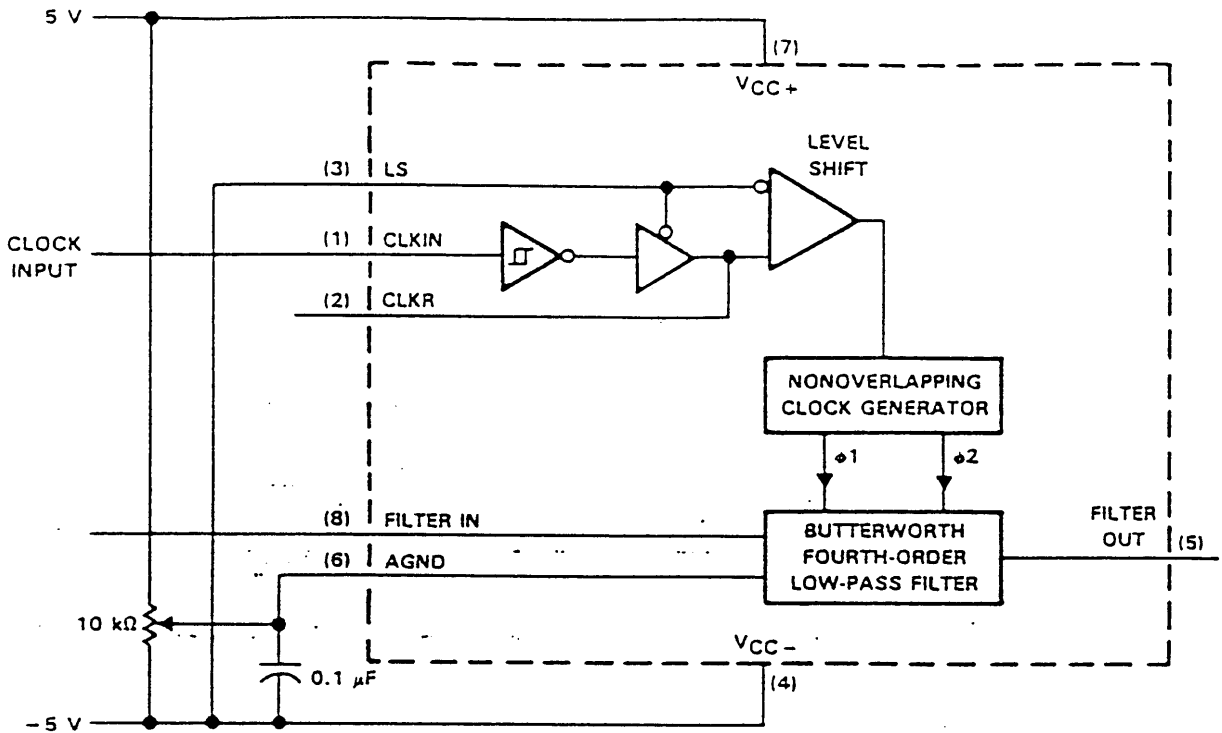 5 V
(7)
VCC+
LEVEL
SHIFT
(3) LS
CLOCK
INPUT
(1) CLKIN
(2) CLKR
NONOVERLAPPING
CLOCK GENERATOR
ϕ1
ϕ2
(8) FILTER IN
BUTTERWORTH
FOURTH-ORDER
LOW-PASS FILTER
FILTER
OUT
(5)
(6) AGND
10 kΩ
0.1 μF
VCC−
(4)
−5 V